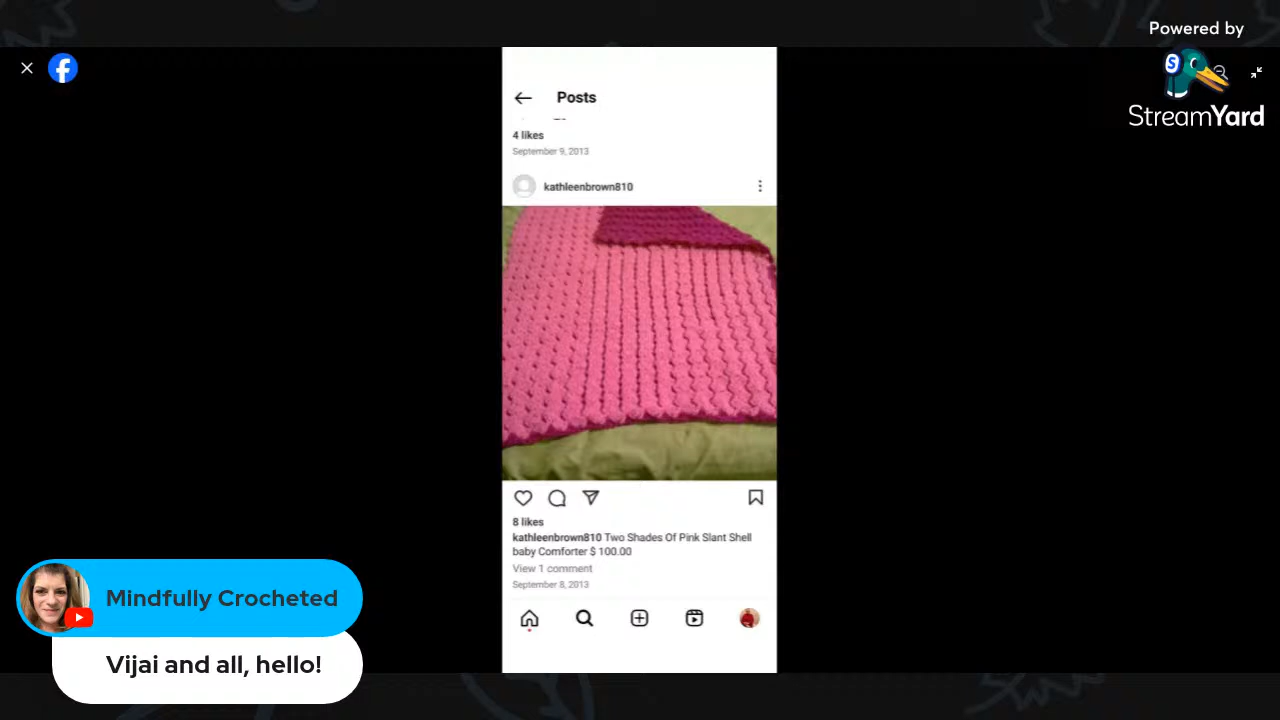 Powered by
StreamYard
Posts
4 likes
September 9, 2013
kathleenbrown810
8 likes
kathleenbrown810 Two Shades Of Pink Slant Shell
baby Comforter $ 100.00
View 1 comment
September 8, 2013
Mindfully Crocheted
Vijai and all, hello!